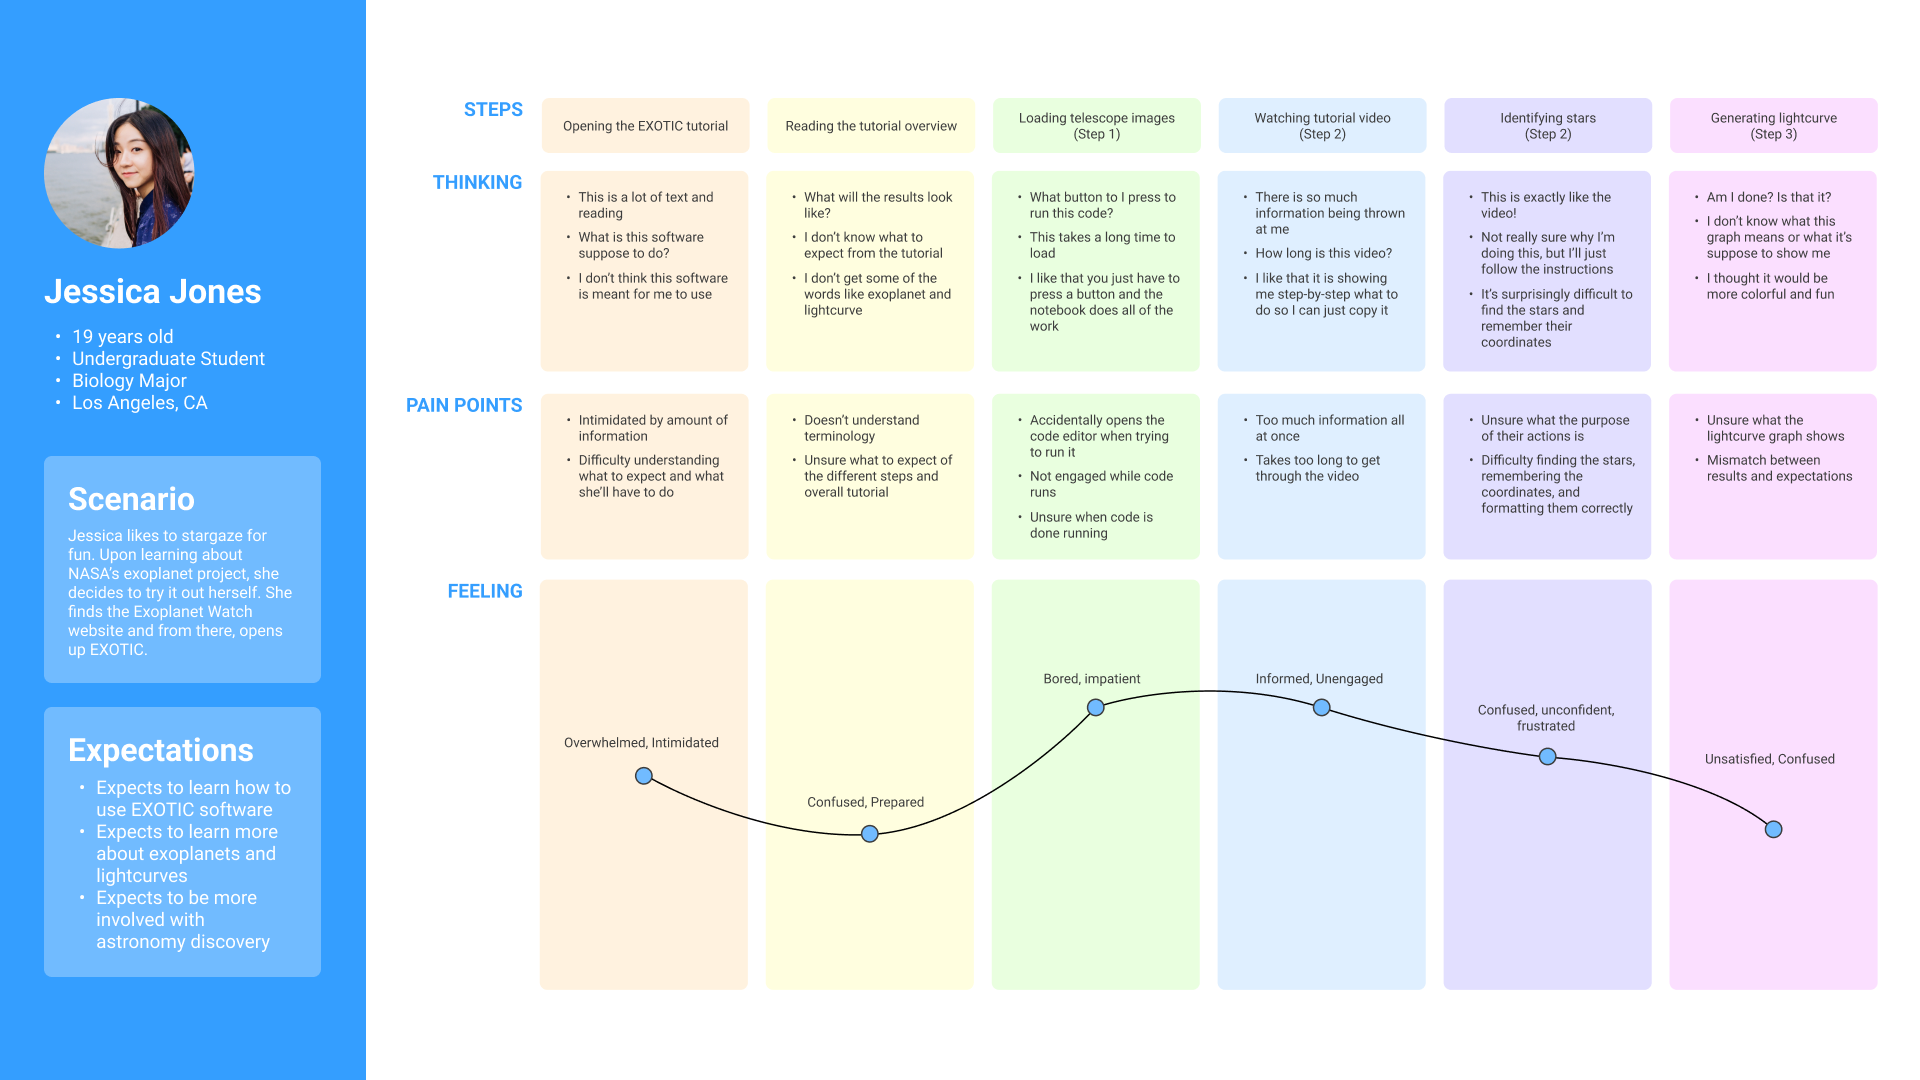 Jessica Jones
• 19 years old
• Undergraduate Student
• Biology Major
• Los Angeles, CA
Scenario
Jessica likes to stargaze for
fun. Upon learning about
NASA's exoplanet project, she
decides to try it out herself. She
finds the Exoplanet Watch
website and from there, opens
up EXOTIC.
Expectations
• Expects to learn how to
use EXOTIC software
• Expects to learn more
about exoplanets and
lightcurves
• Expects to be more
involved with
astronomy discovery
STEPS
Opening the EXOTIC tutorial
Reading the tutorial overview
Loading telescope images
(Step 1)
Watching tutorial video
(Step 2)
Identifying stars
(Step 2)
Generating lightcurve
(Step 3)
THINKING
• This is a lot of text and
reading
• What is this software
suppose to do?
• I don't think this software
is meant for me to use
• What will the results look
like?
• I don't know what to
expect from the tutorial
• I don't get some of the
words like exoplanet and
lightcurve
• What button to I press to
run this code?
• This takes a long time to
load
• I like that you just have to
press a button and the
notebook does all of the
work
• There is so much
information being thrown
at me
• How long is this video?
• I like that it is showing
me step-by-step what to
do so I can just copy it
• This is exactly like the
video!
• Not really sure why I'm
doing this, but I'll just
follow the instructions
• It's surprisingly difficult to
find the stars and
remember their
coordinates
• Am I done? Is that it?
• I don't know what this
graph means or what it's
suppose to show me
• I thought it would be
more colorful and fun
PAIN POINTS
• Intimidated by amount of
information
• Difficulty understanding
what to expect and what
she'll have to do
• Doesn't understand
terminology
• Unsure what to expect of
the different steps and
overall tutorial
• Accidentally opens the
code editor when trying
to run it
• Not engaged while code
runs
• Unsure when code is
done running
• Too much information all
at once
• Takes too long to get
through the video
• Unsure what the purpose
of their actions is
• Difficulty finding the stars,
remembering the
coordinates, and
formatting them correctly
• Unsure what the
lightcurve graph shows
• Mismatch between
results and expectations
FEELING
Overwhelmed, Intimidated
Confused, Prepared
Bored, impatient
Informed, Unengaged
Confused, unconfident,
frustrated
Unsatisfied, Confused